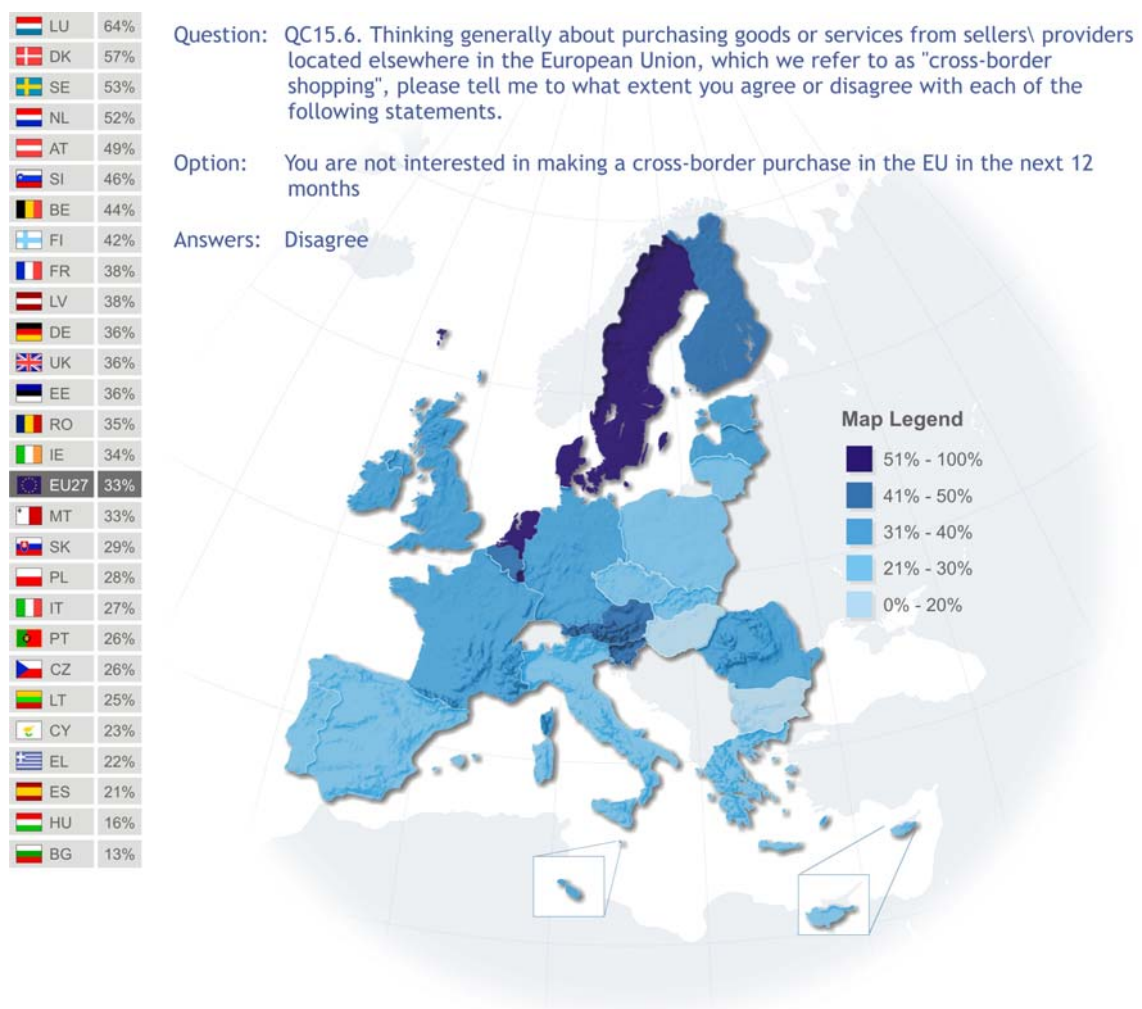 LU 64%
DK 57%
SE 53%
NL 52%
AT 49%
SI 46%
BE 44%
FI 42%
FR 38%
LV 38%
DE 36%
UK 36%
EE 36%
RO 35%
IE 34%
EU27 33%
MT 33%
SK 29%
PL 28%
IT 27%
PT 26%
CZ 26%
LT 25%
CY 23%
EL 22%
ES 21%
HU 16%
BG 13%
Question: QC15.6. Thinking generally about purchasing goods or services from sellers\ providers
located elsewhere in the European Union, which we refer to as "cross-border
shopping", please tell me to what extent you agree or disagree with each of the
following statements.
Option: You are not interested in making a cross-border purchase in the EU in the next 12
months
Answers: Disagree
Map Legend
51% - 100%
41% - 50%
31% - 40%
21% - 30%
0% - 20%